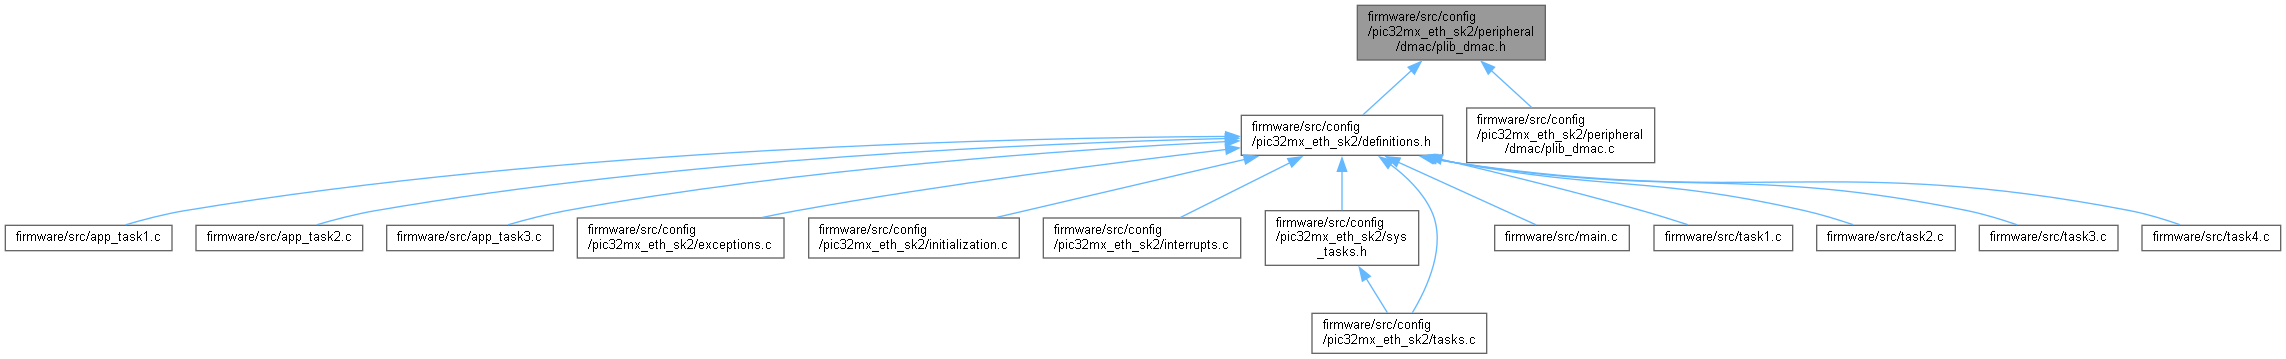 firmware/src/config
/pic32mx_eth_sk2/peripheral
/dmac/plib_dmac.h
firmware/src/config
/pic32mx_eth_sk2/definitions.h
firmware/src/config
/pic32mx_eth_sk2/peripheral
/dmac/plib_dmac.c
firmware/src/app_task1.c
firmware/src/app_task2.c
firmware/src/app_task3.c
firmware/src/config
/pic32mx_eth_sk2/exceptions.c
firmware/src/config
/pic32mx_eth_sk2/initialization.c
firmware/src/config
/pic32mx_eth_sk2/interrupts.c
firmware/src/config
/pic32mx_eth_sk2/sys
_tasks.h
firmware/src/main.c
firmware/src/task1.c
firmware/src/task2.c
firmware/src/task3.c
firmware/src/task4.c
firmware/src/config
/pic32mx_eth_sk2/tasks.c